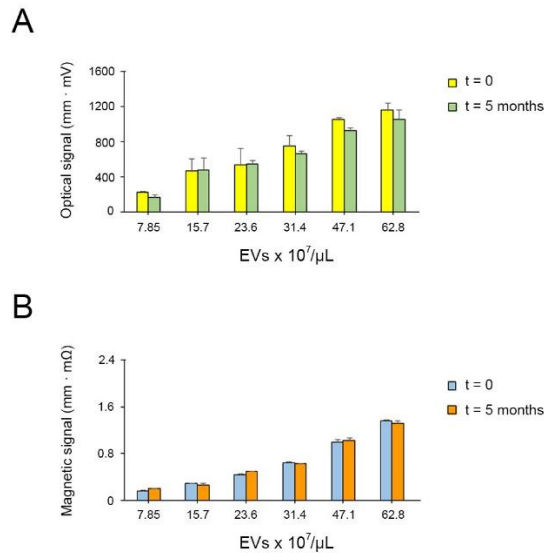 A
Optical signal (mm · mV)
1600
1200
800
400
0
t = 0
t = 5 months
7.85 15.7 23.6 31.4 47.1 62.8
EVs x 10⁷/µL
B
Magnetic signal (mm · mΩ)
2.4
1.6
0.8
0
t = 0
t = 5 months
7.85 15.7 23.6 31.4 47.1 62.8
EVs x 10⁷/µL